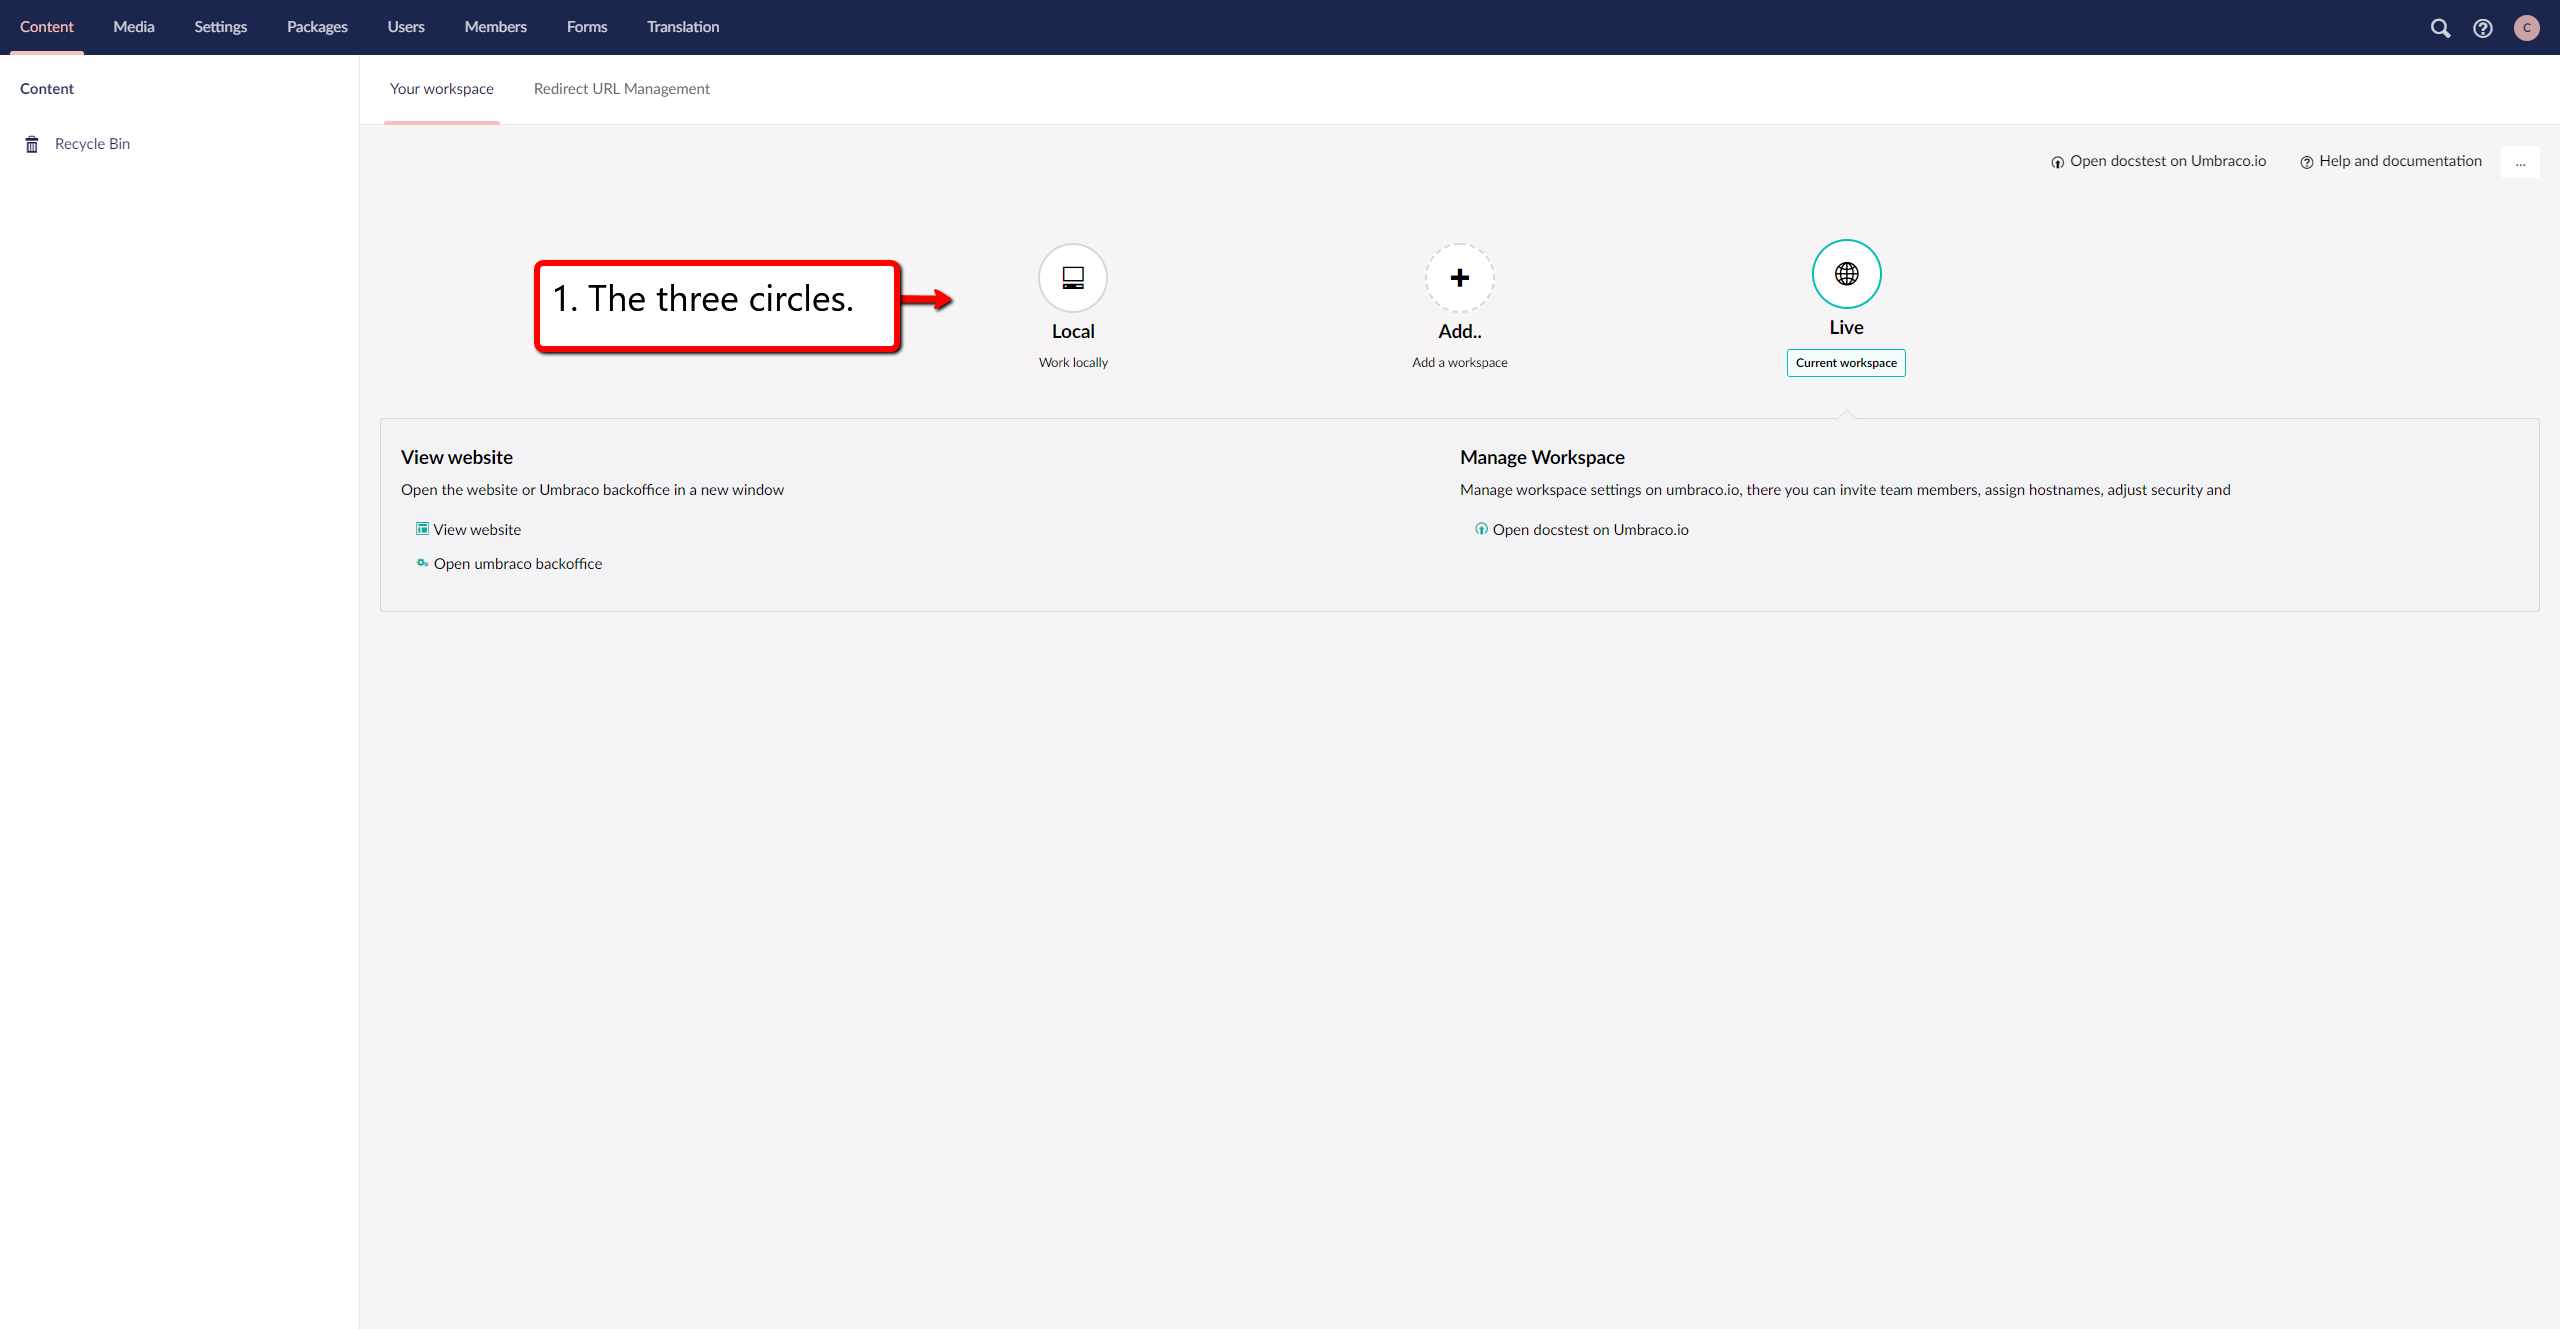 Content Media Settings Packages Users Members Forms Translation C
Content
Recycle Bin
Your workspace Redirect URL Management
Open docstest on Umbraco.io Help and documentation ...
1. The three circles.
Local
Work locally
Add..
Add a workspace
Live
Current workspace
View website
Open the website or Umbraco backoffice in a new window
View website
Open umbraco backoffice
Manage Workspace
Manage workspace settings on umbraco.io, there you can invite team members, assign hostnames, adjust security and
Open docstest on Umbraco.io